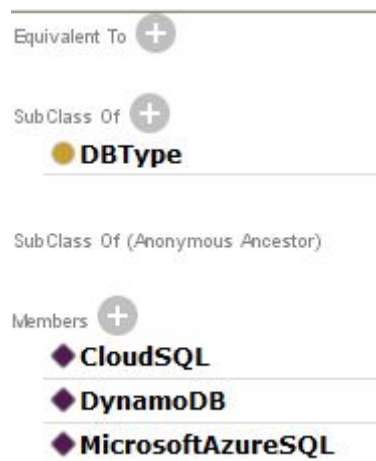 Equivalent To
SubClass Of
DBType
SubClass Of (Anonymous Ancestor)
Members
CloudSQL
DynamoDB
MicrosoftAzureSQL